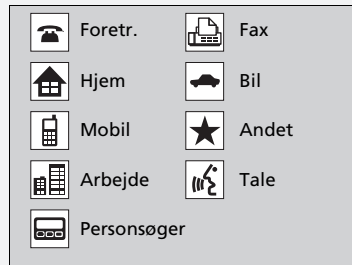 Foretr. Fax
Hjem Bil
Mobil Andet
Arbejde Tale
Personsøger